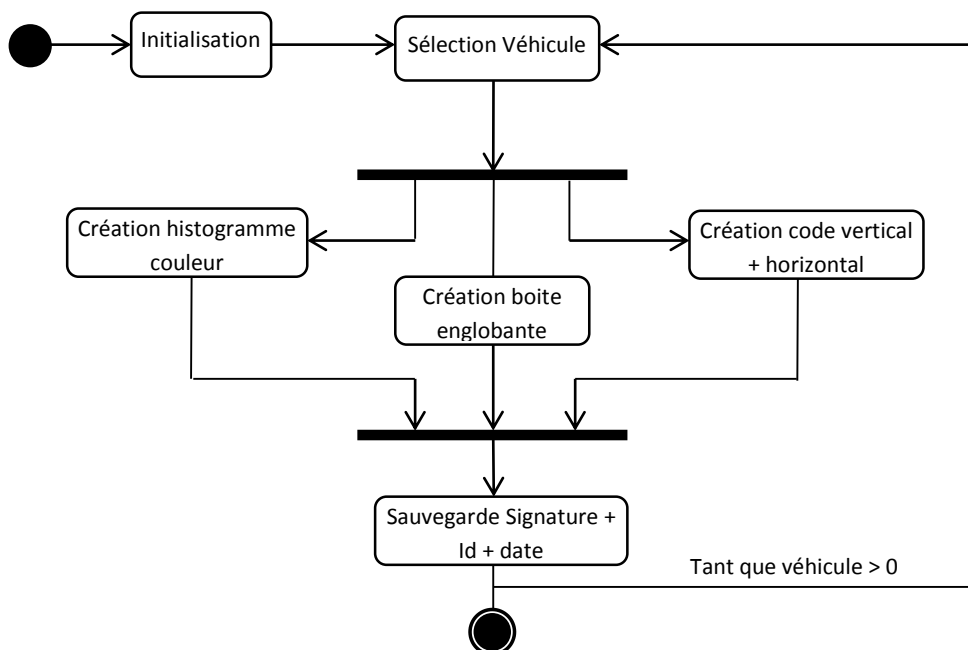 Initialisation
Sélection Véhicule
Création histogramme
couleur
Création code vertical
+ horizontal
Création boite
englobante
Sauvegarde Signature +
Id + date
Tant que véhicule > 0